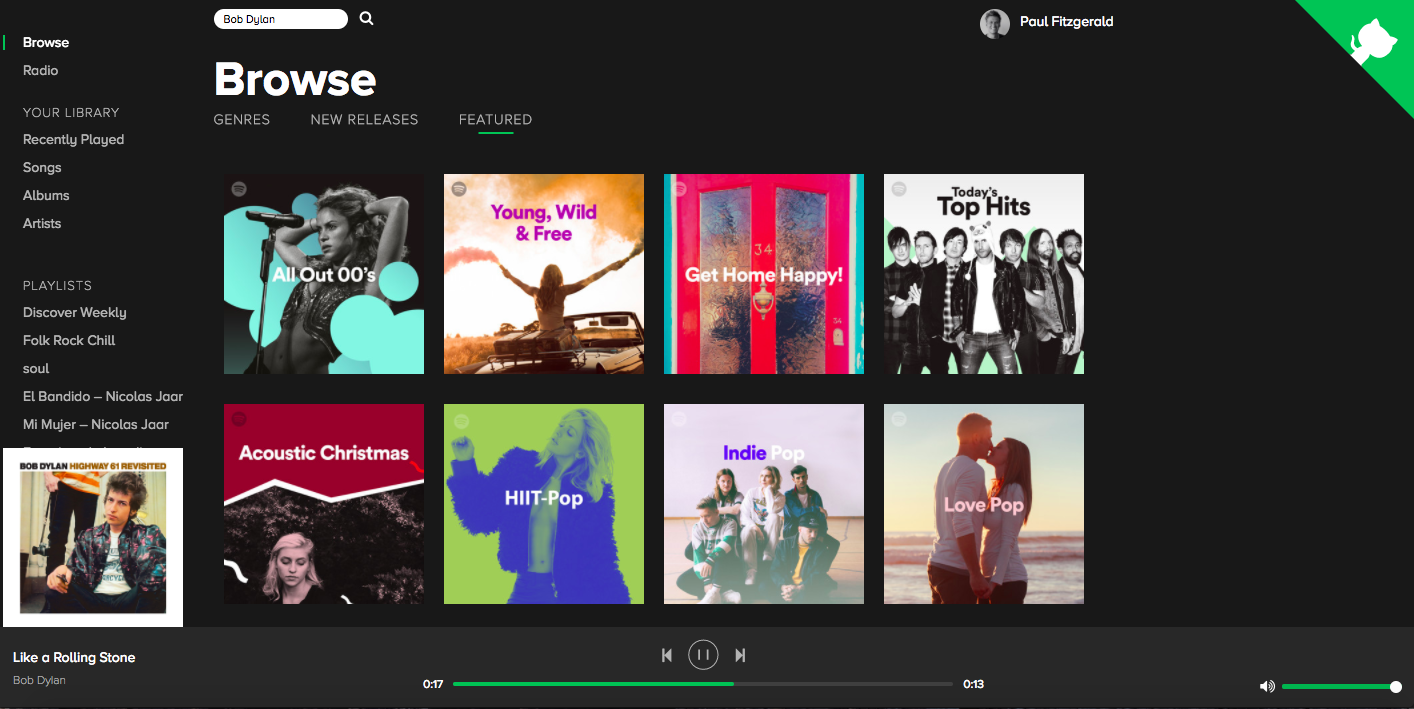 Bob Dylan
Paul Fitzgerald
Browse
Radio
YOUR LIBRARY
Recently Played
Songs
Albums
Artists
PLAYLISTS
Discover Weekly
Folk Rock Chill
soul
El Bandido – Nicolas Jaar
Mi Mujer – Nicolas Jaar
Browse
GENRES NEW RELEASES FEATURED
All Out 00's
Young, Wild
& Free
34
Get Home Happy!
34
Today's
Top Hits
Acoustic Christmas
HIIT-Pop
Indie Pop
Love Pop
BOB DYLAN HIGHWAY 61 REVISITED
Like a Rolling Stone
Bob Dylan
0:17
0:13